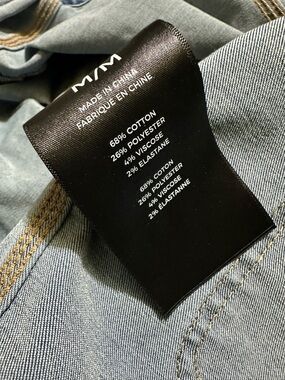 M/M
MADE IN CHINA
FABRIQUÉ EN CHINE
68% COTTON
26% POLYESTER
4% VISCOSE
2% ELASTANE
68% COTON
26% POLYESTER
4% VISCOSE
2% ÉLASTHANNE